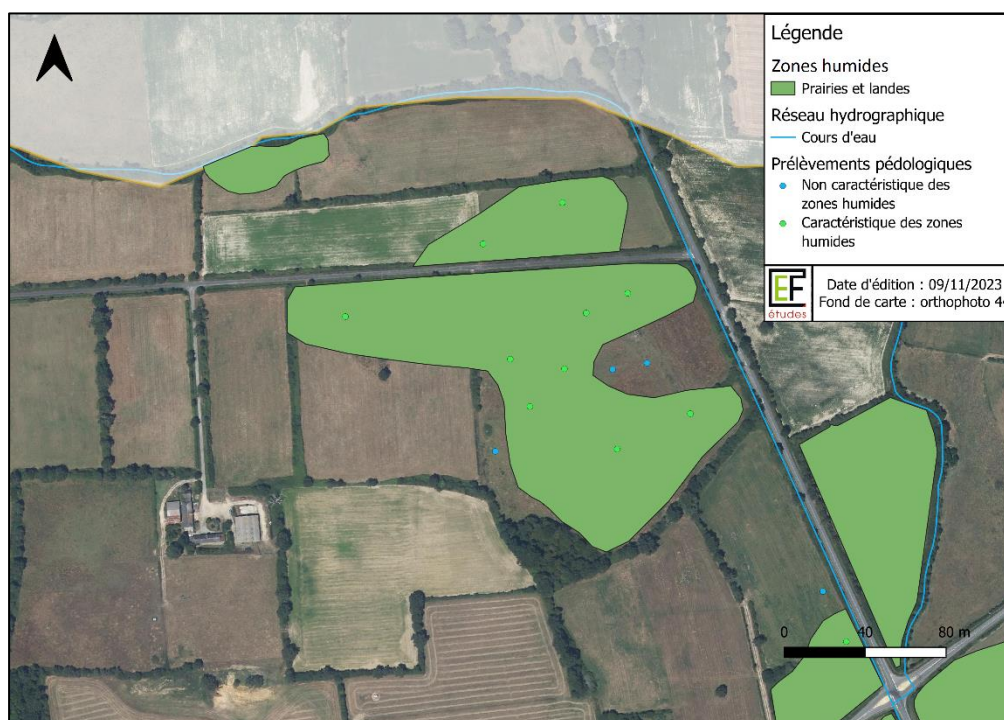 Légende
Zones humides
Prairies et landes
Réseau hydrographique
Cours d'eau
Prélèvements pédologiques
Non caractéristique des
zones humides
Caractéristique des zones
humides
EF
études
Date d'édition : 09/11/2023
Fond de carte : orthophoto 44
0 40 80 m